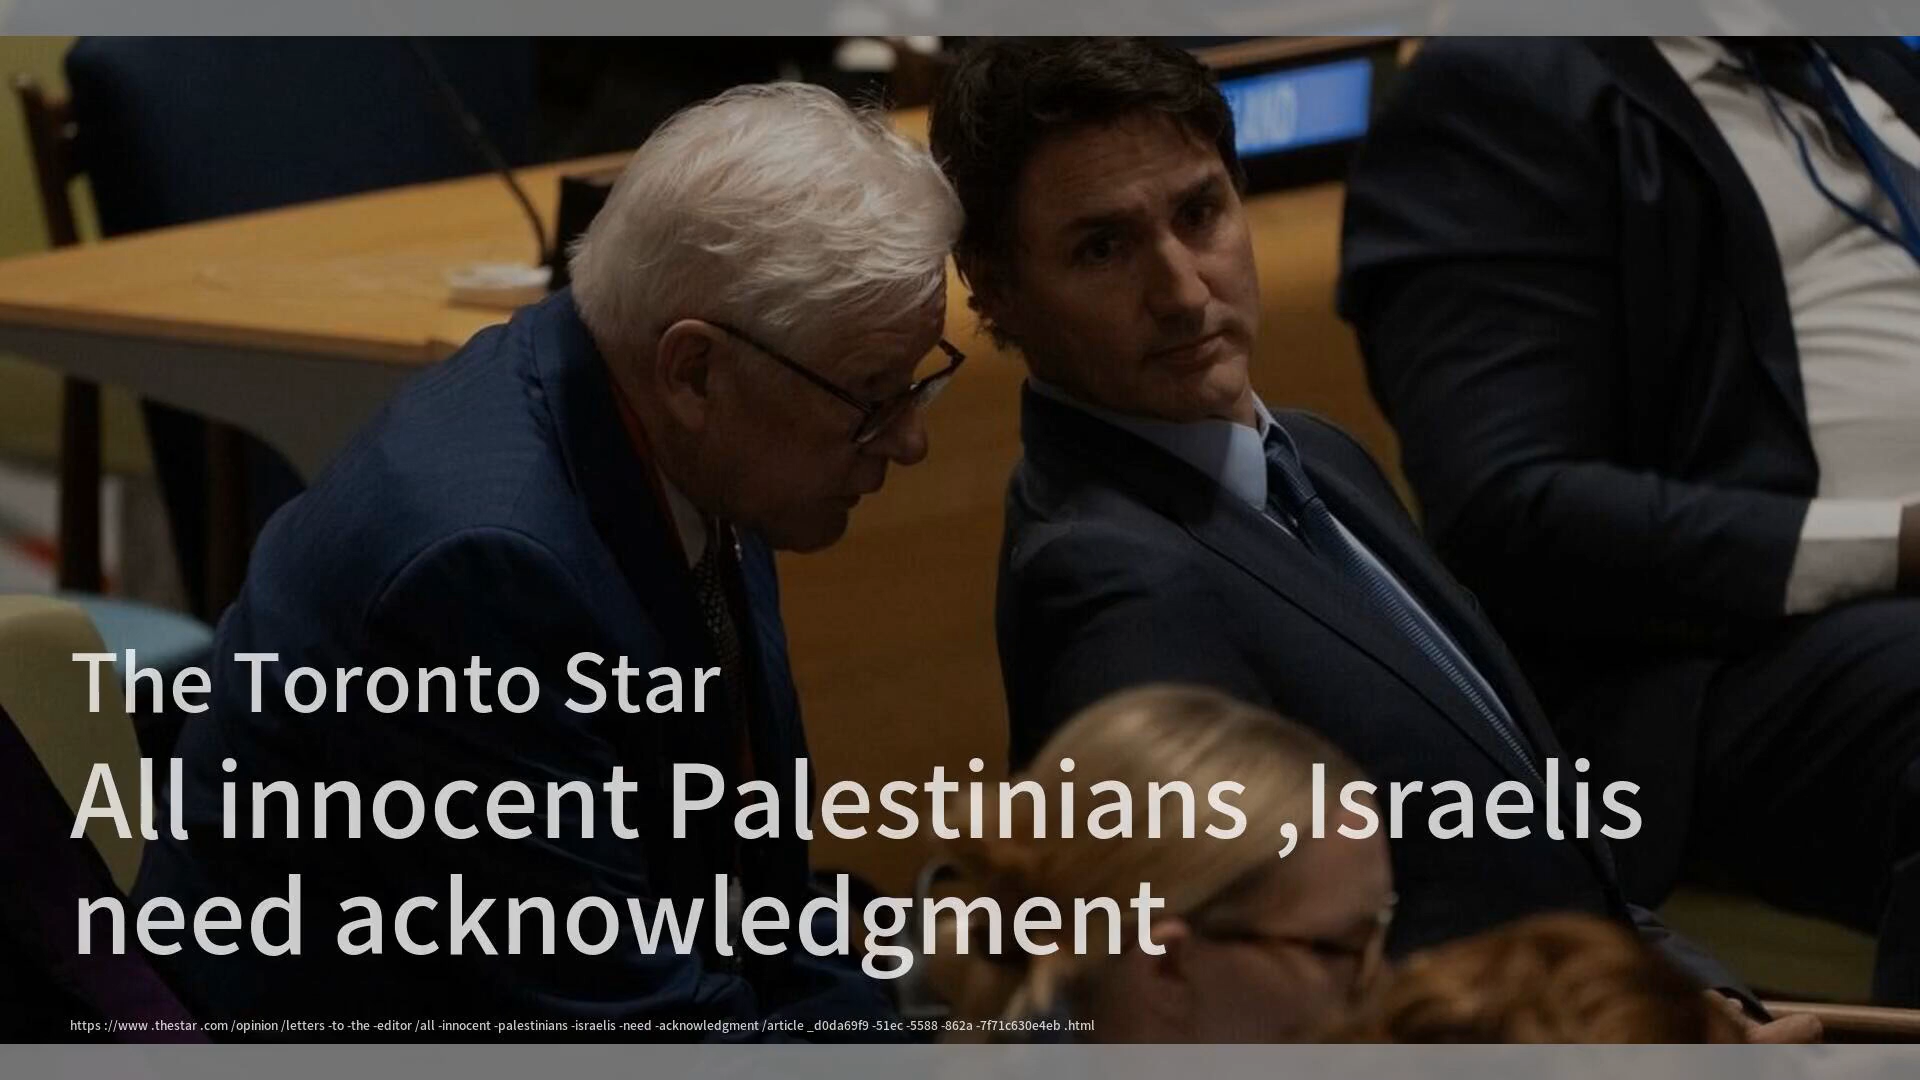 The Toronto Star
All innocent Palestinians ,Israelis
need acknowledgment
https ://www .thestar .com /opinion /letters -to -the -editor /all -innocent -palestinians -israelis -need -acknowledgment /article _d0da69f9 -51ec -5588 -862a -7f71c630e4eb .html